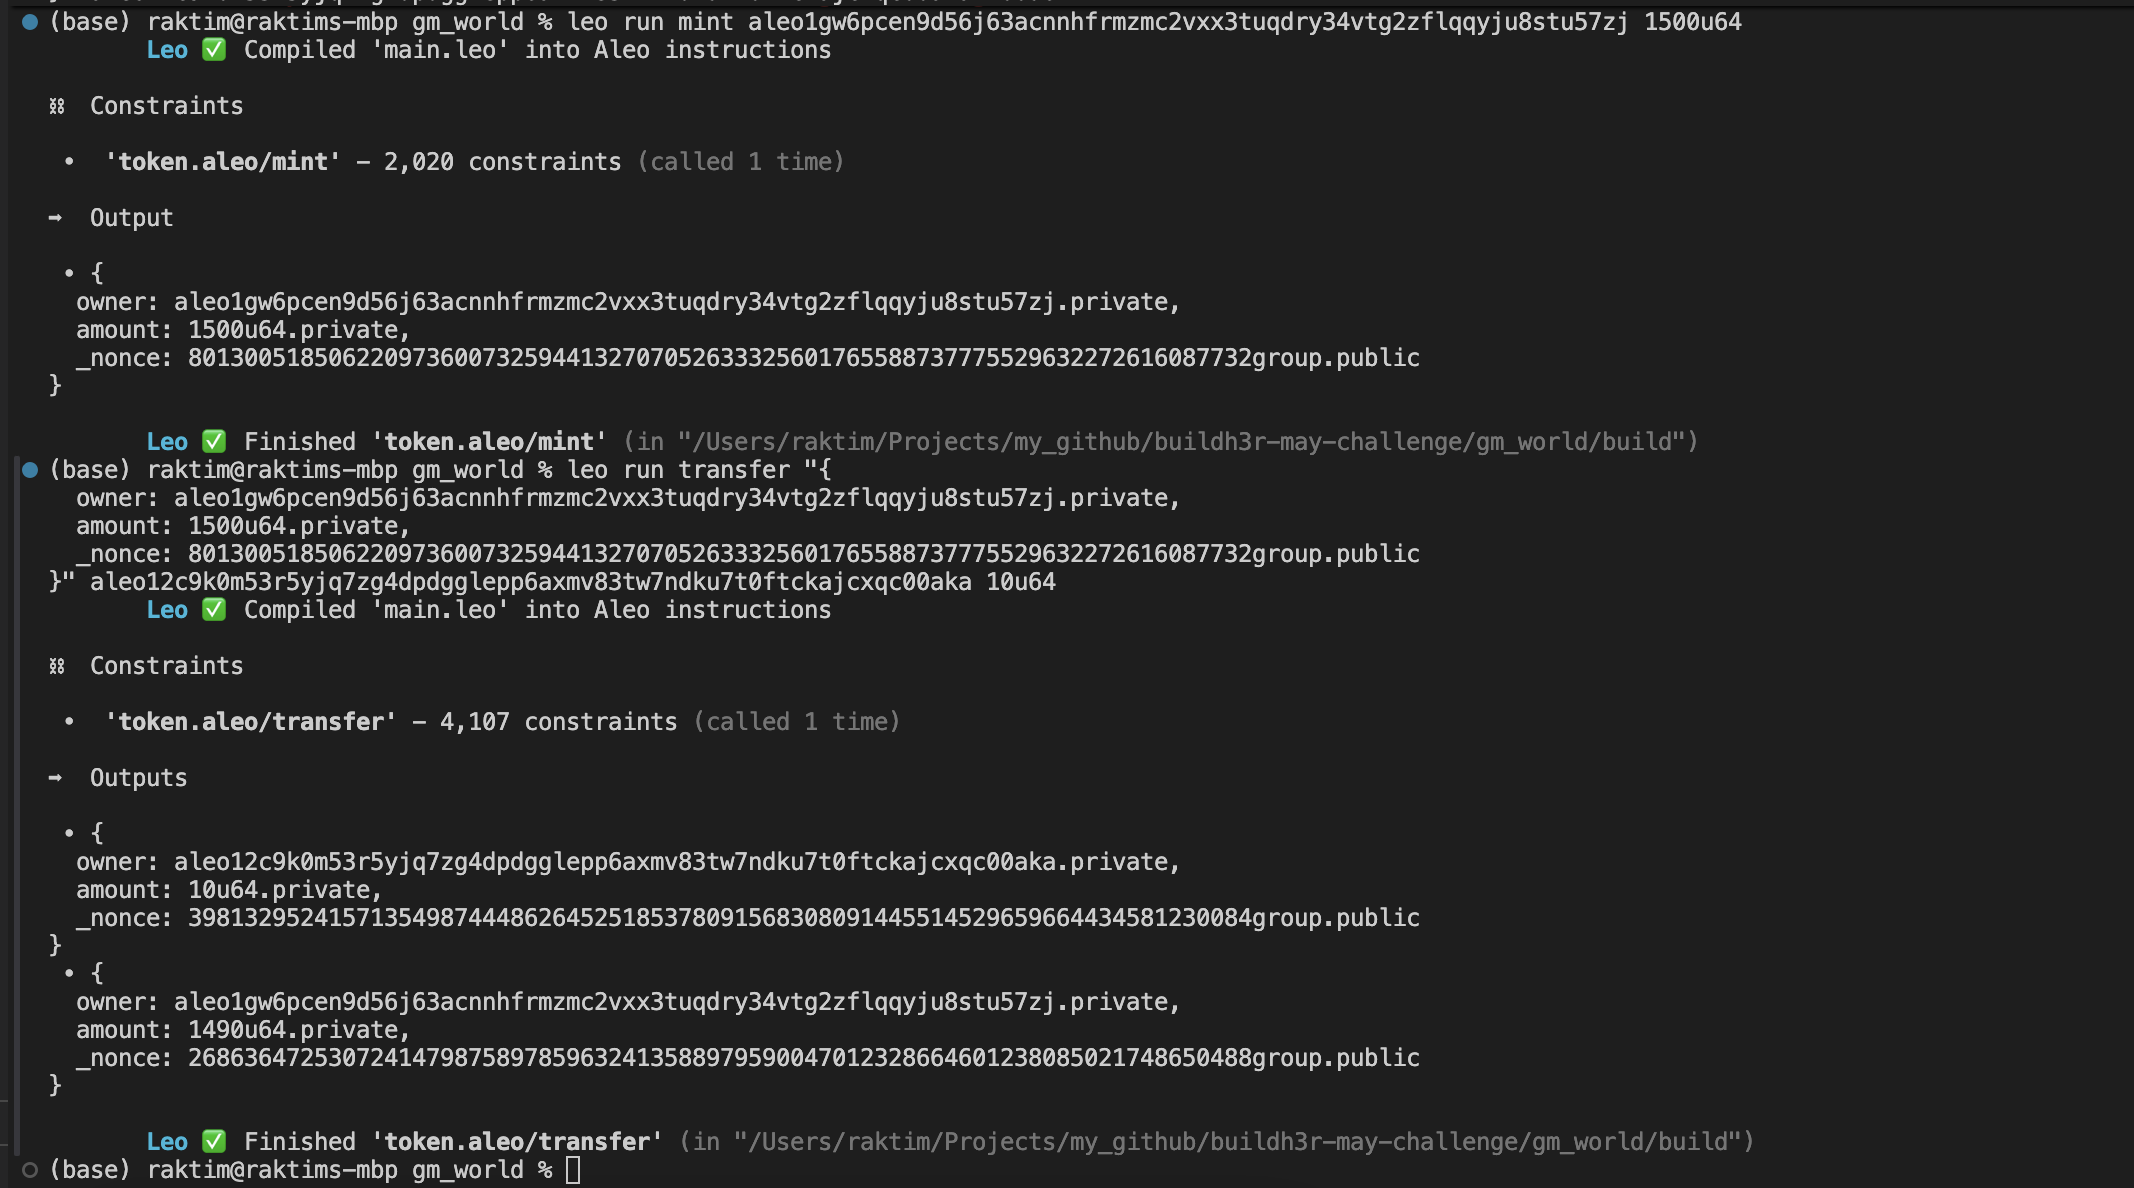 (base) raktim@raktims-mbp gm_world % leo run mint aleo1gw6pcen9d56j63acnnhfrmzmc2vxx3tuqdry34vtg2zflqqyju8stu57zj 1500u64
Leo ✅ Compiled 'main.leo' into Aleo instructions
⛓ Constraints
• 'token.aleo/mint' – 2,020 constraints (called 1 time)
➡ Output
• {
owner: aleo1gw6pcen9d56j63acnnhfrmzmc2vxx3tuqdry34vtg2zflqqyju8stu57zj.private,
amount: 1500u64.private,
_nonce: 8013005185062209736007325944132707052633325601765588737775529632272616087732group.public
}
Leo ✅ Finished 'token.aleo/mint' (in "/Users/raktim/Projects/my_github/buildh3r-may-challenge/gm_world/build")
(base) raktim@raktims-mbp gm_world % leo run transfer "{
owner: aleo1gw6pcen9d56j63acnnhfrmzmc2vxx3tuqdry34vtg2zflqqyju8stu57zj.private,
amount: 1500u64.private,
_nonce: 8013005185062209736007325944132707052633325601765588737775529632272616087732group.public
}" aleo12c9k0m53r5yjq7zg4dpdgglepp6axmv83tw7ndku7t0ftckajcxqc00aka 10u64
Leo ✅ Compiled 'main.leo' into Aleo instructions
⛓ Constraints
• 'token.aleo/transfer' – 4,107 constraints (called 1 time)
➡ Outputs
• {
owner: aleo12c9k0m53r5yjq7zg4dpdgglepp6axmv83tw7ndku7t0ftckajcxqc00aka.private,
amount: 10u64.private,
_nonce: 3981329524157135498744486264525185378091568308091445514529659664434581230084group.public
}
• {
owner: aleo1gw6pcen9d56j63acnnhfrmzmc2vxx3tuqdry34vtg2zflqqyju8stu57zj.private,
amount: 1490u64.private,
_nonce: 2686364725307241479875897859632413588979590047012328664601238085021748650488group.public
}
Leo ✅ Finished 'token.aleo/transfer' (in "/Users/raktim/Projects/my_github/buildh3r-may-challenge/gm_world/build")
(base) raktim@raktims-mbp gm_world %